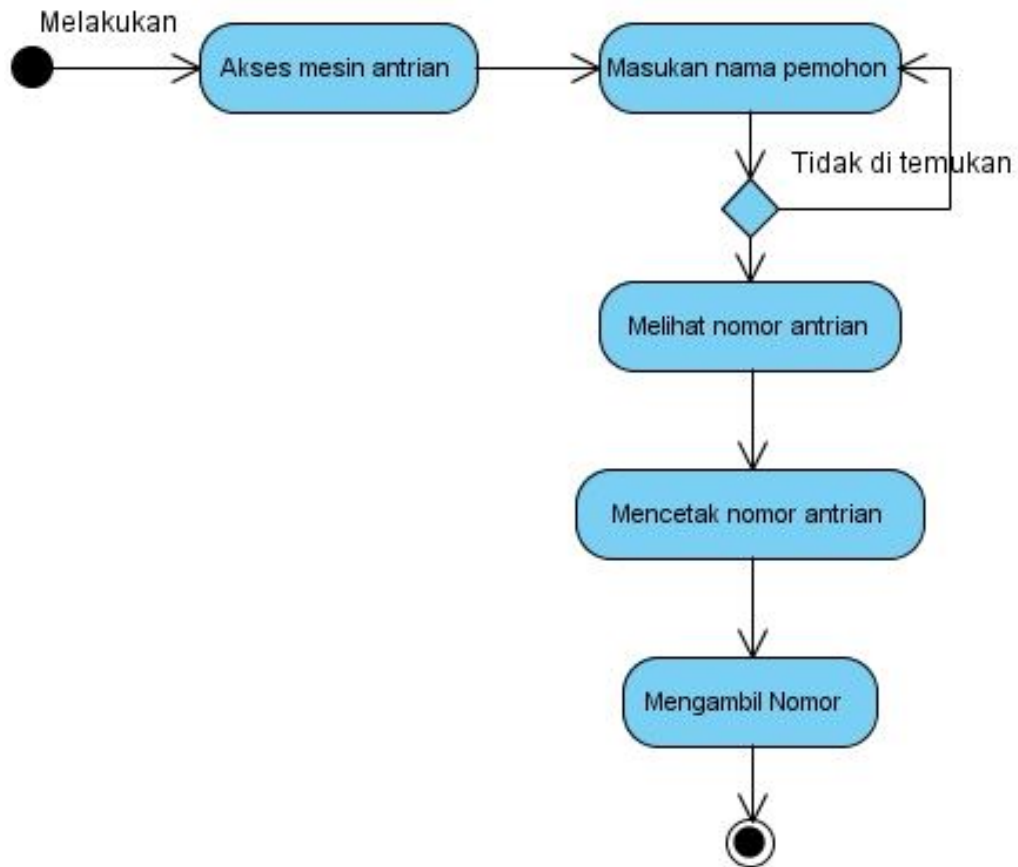 Melakukan
Akses mesin antrian
Masukan nama pemohon
Tidak di temukan
Melihat nomor antrian
Mencetak nomor antrian
Mengambil Nomor